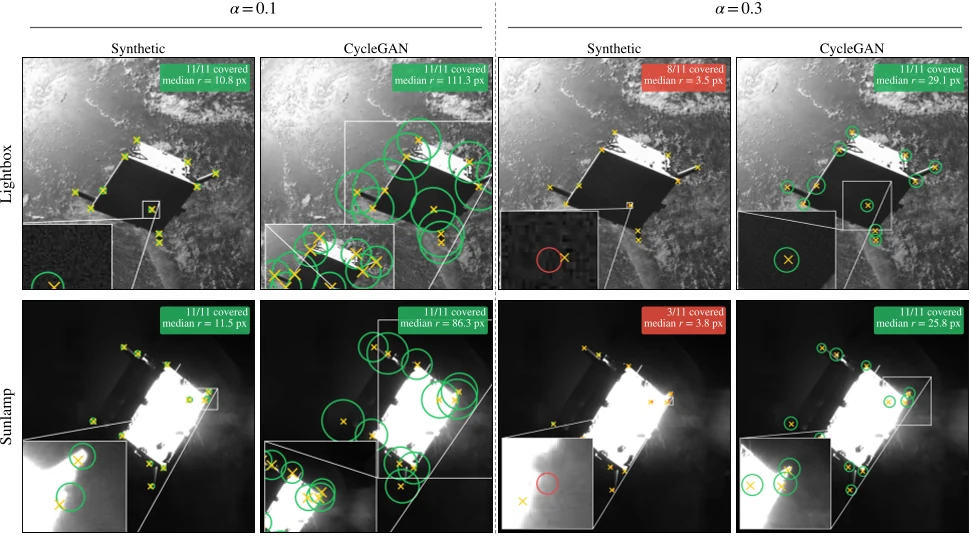 α = 0.1
α = 0.3
Synthetic
CycleGAN
Synthetic
CycleGAN
Lightbox
11/11 covered
median r = 10.8 px
11/11 covered
median r = 111.3 px
8/11 covered
median r = 3.5 px
11/11 covered
median r = 29.1 px
Sunlamp
11/11 covered
median r = 11.5 px
11/11 covered
median r = 86.3 px
3/11 covered
median r = 3.8 px
11/11 covered
median r = 25.8 px